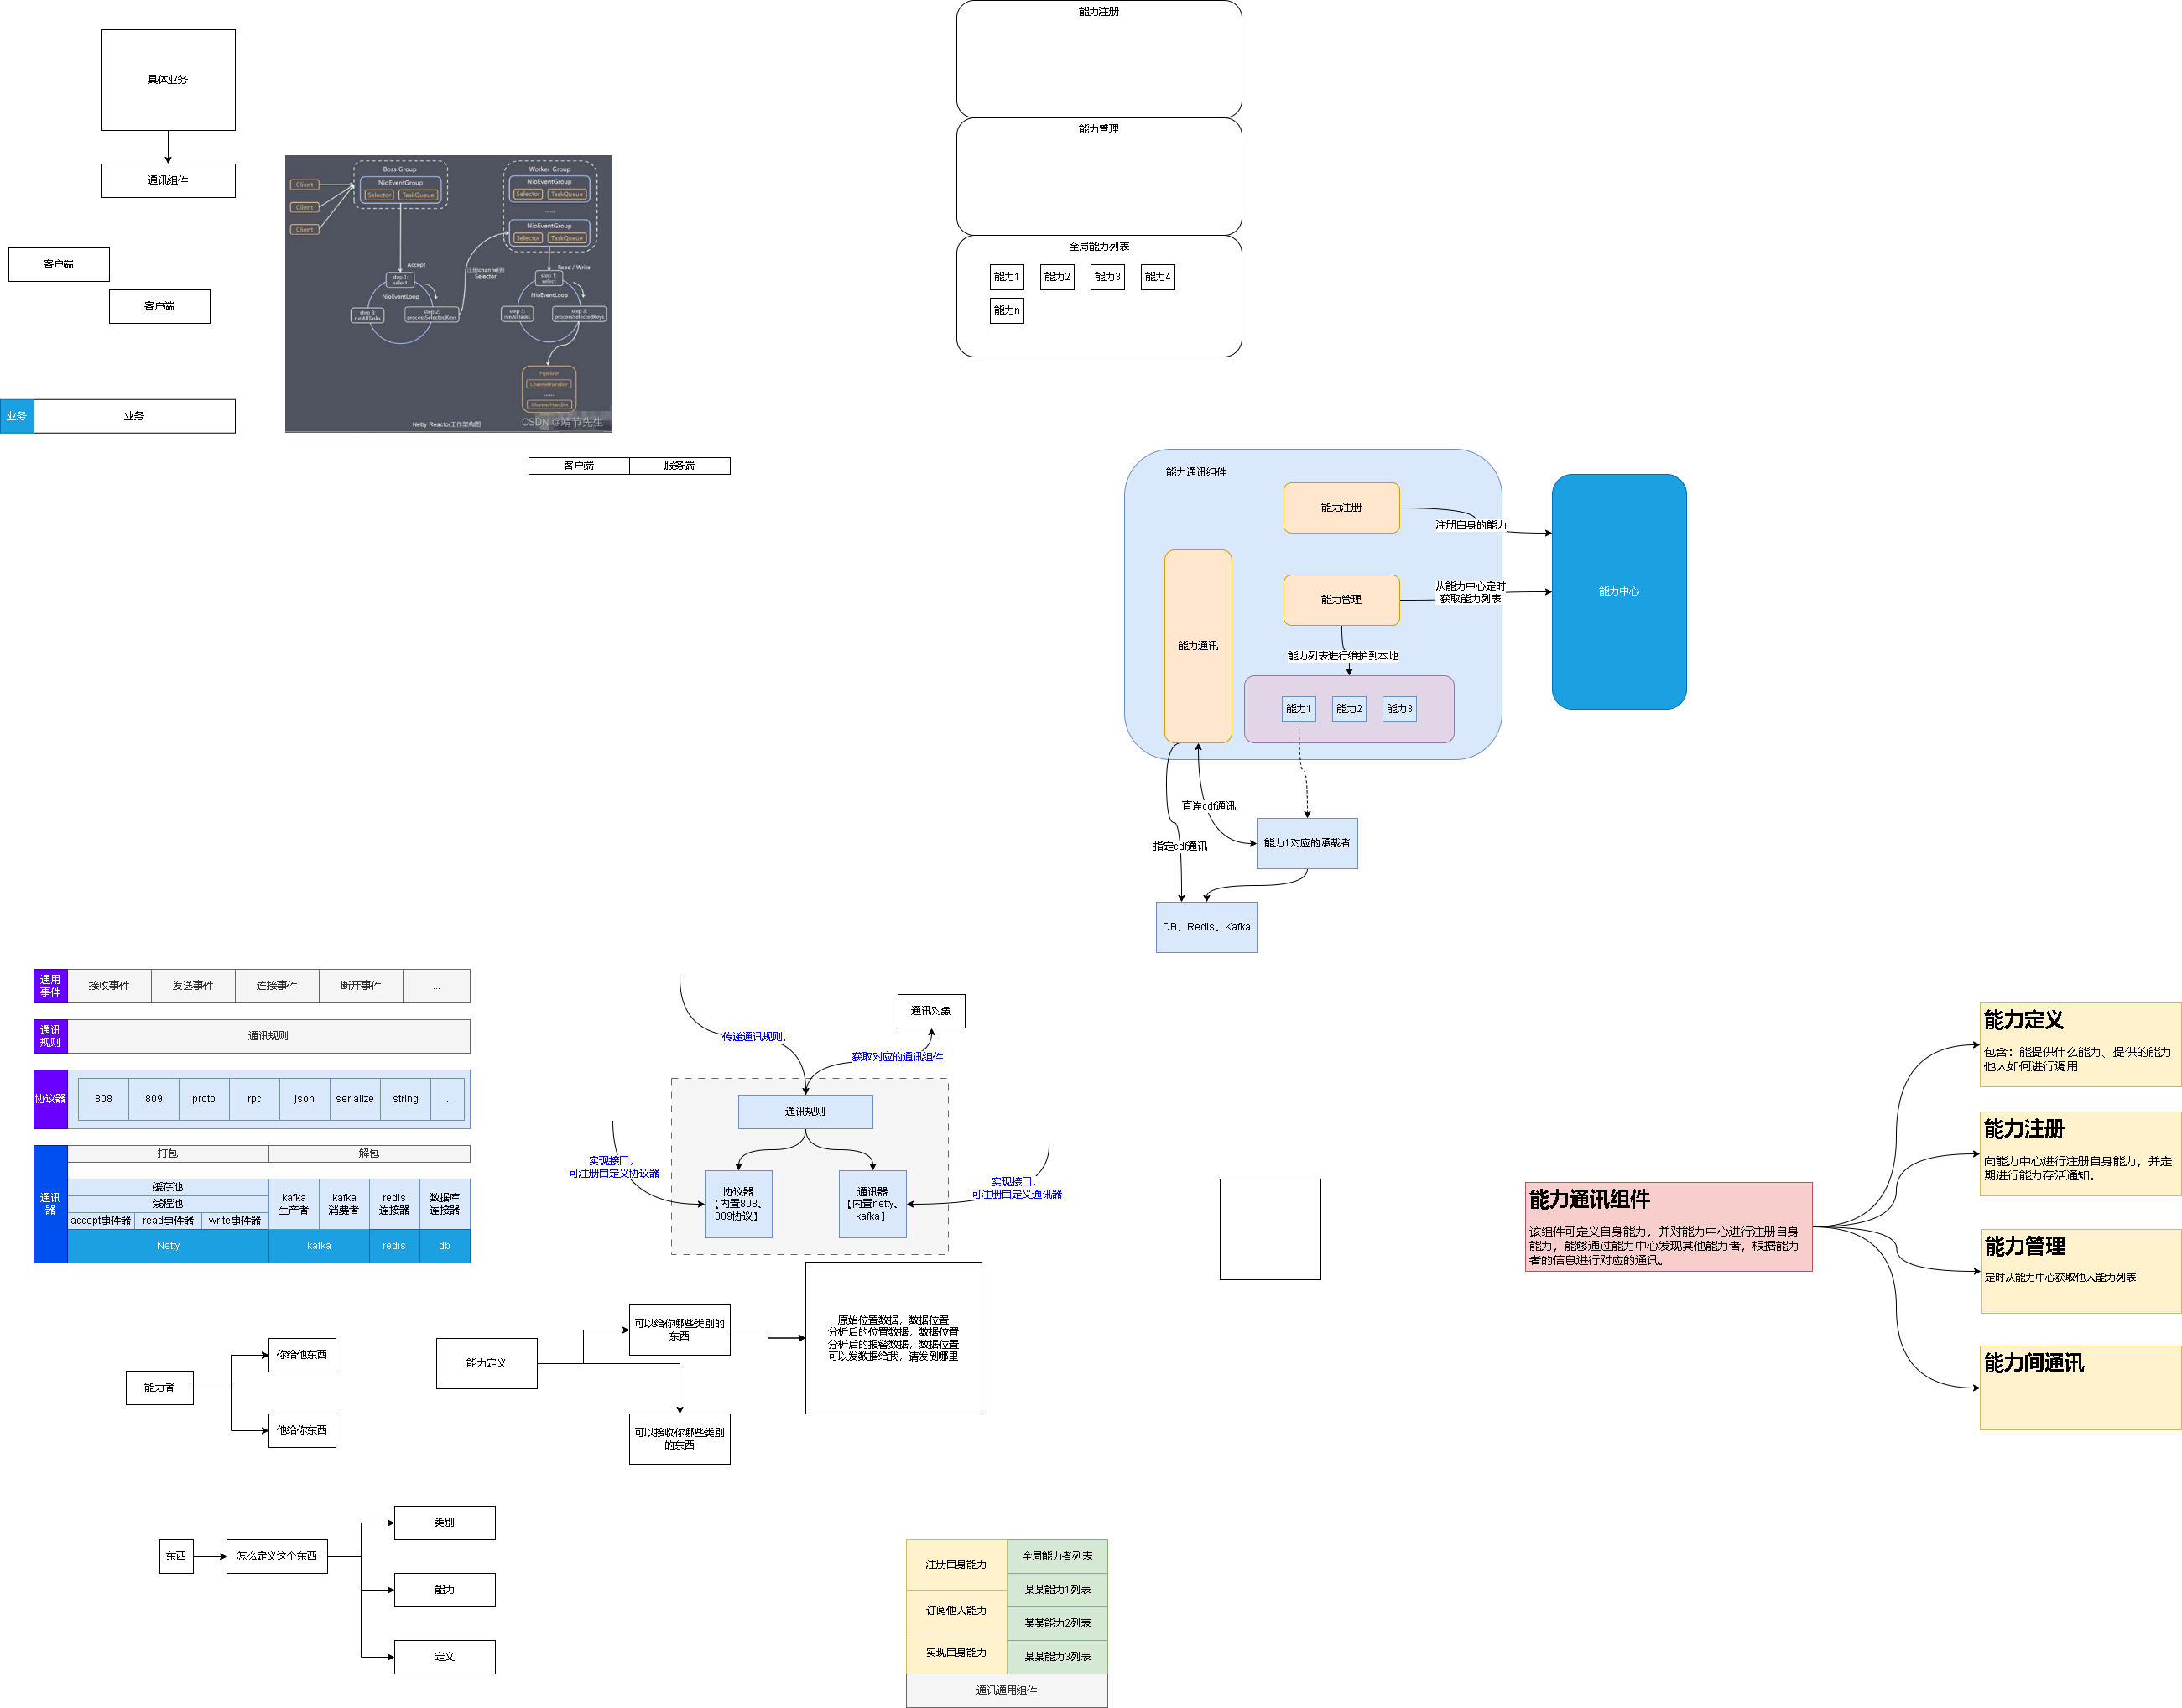 具体业务
通讯组件
客户端
客户端
业务
业务
Client
Client
Client
Boss Group
NioEventGroup
Selector
TaskQueue
Worker Group
NioEventGroup
Selector
TaskQueue
......
NioEventGroup
Selector
TaskQueue
Accept
step 1:
select
NioEventLoop
step 3:
runAllTasks
step 2:
processSelectedKeys
注册channel到
Selector
Read / Write
step 1:
select
NioEventLoop
step 3:
runAllTasks
step 2:
processSelectedKeys
Pipeline
ChannelHandler
......
ChannelHandler
Netty Reactor工作架构图
CSDN @靖节先生
客户端
服务端
能力注册
能力管理
全局能力列表
能力1
能力2
能力3
能力4
能力n
能力通讯组件
能力注册
能力管理
能力通讯
注册自身的能力
从能力中心定时
获取能力列表
能力中心
能力列表进行维护到本地
能力1
能力2
能力3
直连cdf通讯
指定cdf通讯
能力1对应的承载者
DB、Redis、Kafka
通用
事件
接收事件
发送事件
连接事件
断开事件
...
通讯
规则
通讯规则
协议器
808
809
proto
rpc
json
serialize
string
...
通讯
器
打包
解包
缓存池
线程池
accept事件器
read事件器
write事件器
kafka
生产者
kafka
消费者
redis
连接器
数据库
连接器
Netty
kafka
redis
db
传递通讯规则,
通讯对象
获取对应的通讯组件
通讯规则
实现接口,
可注册自定义协议器
协议器
【内置808、
809协议】
通讯器
【内置netty、
kafka】
实现接口,
可注册自定义通讯器
能力者
你给他东西
他给你东西
能力定义
可以给你哪些类别的
东西
可以接收你哪些类别
的东西
原始位置数据，数据位置
分析后的位置数据，数据位置
分析后的报警数据，数据位置
可以发数据给我，请发到哪里
东西
怎么定义这个东西
类别
能力
定义
注册自身能力
订阅他人能力
实现自身能力
全局能力者列表
某某能力1列表
某某能力2列表
某某能力3列表
通讯通用组件
能力通讯组件
该组件可定义自身能力，并对能力中心进行注册自身
能力，能够通过能力中心发现其他能力者，根据能力
者的信息进行对应的通讯。
能力定义
包含：能提供什么能力、提供的能力
他人如何进行调用
能力注册
向能力中心进行注册自身能力，并定
期进行能力存活通知。
能力管理
定时从能力中心获取他人能力列表
能力间通讯